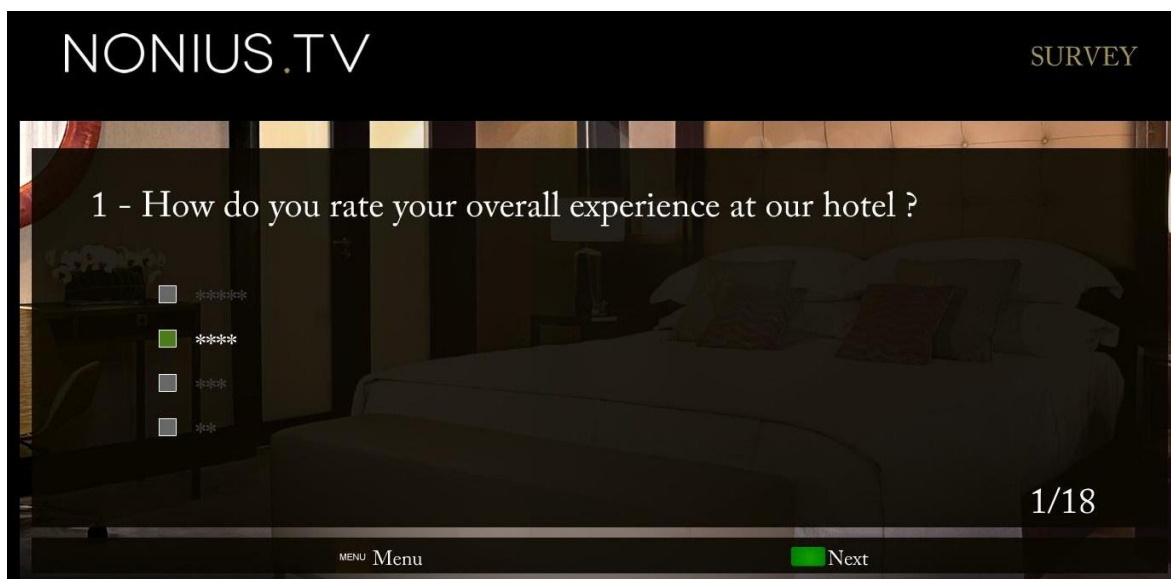 NONIUS.TV
SURVEY
1 - How do you rate your overall experience at our hotel ?
*****
****
***
**
1/18
MENU Menu
Next